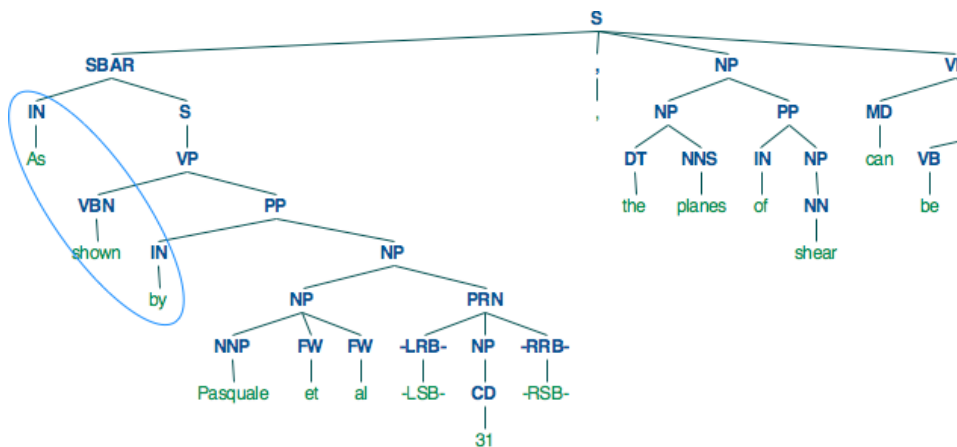 S
SBAR , NP V
IN S NP PP MD
As , can
VP DT NNS IN NP VB
the planes of be
VBN PP NN
shown IN NP shear
by NP PRN
NNP FW FW -LRB- NP -RRB-
Pasquale et al -LSB- CD -RSB-
31